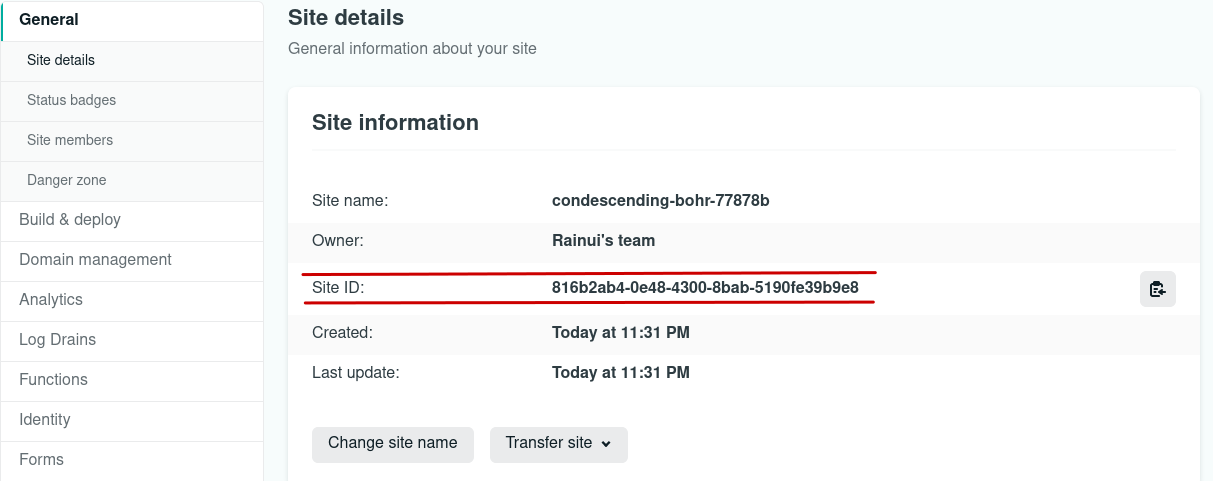 General
Site details
Status badges
Site members
Danger zone
Build & deploy
Domain management
Analytics
Log Drains
Functions
Identity
Forms
Site details
General information about your site
Site information
Site name: condescending-bohr-77878b
Owner: Rainui's team
Site ID: 816b2ab4-0e48-4300-8bab-5190fe39b9e8
Created: Today at 11:31 PM
Last update: Today at 11:31 PM
Change site name Transfer site